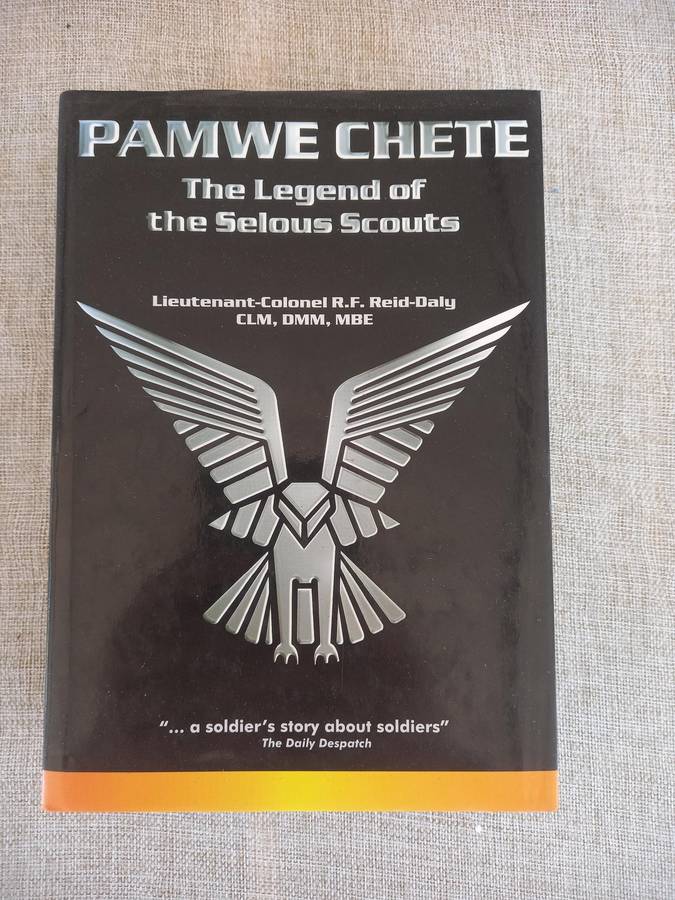 PAMWE CHETE
The Legend of
the Selous Scouts
Lieutenant-Colonel R.F. Reid-Daly
CLM, DMM, MBE
“... a soldier’s story about soldiers”
The Daily Despatch